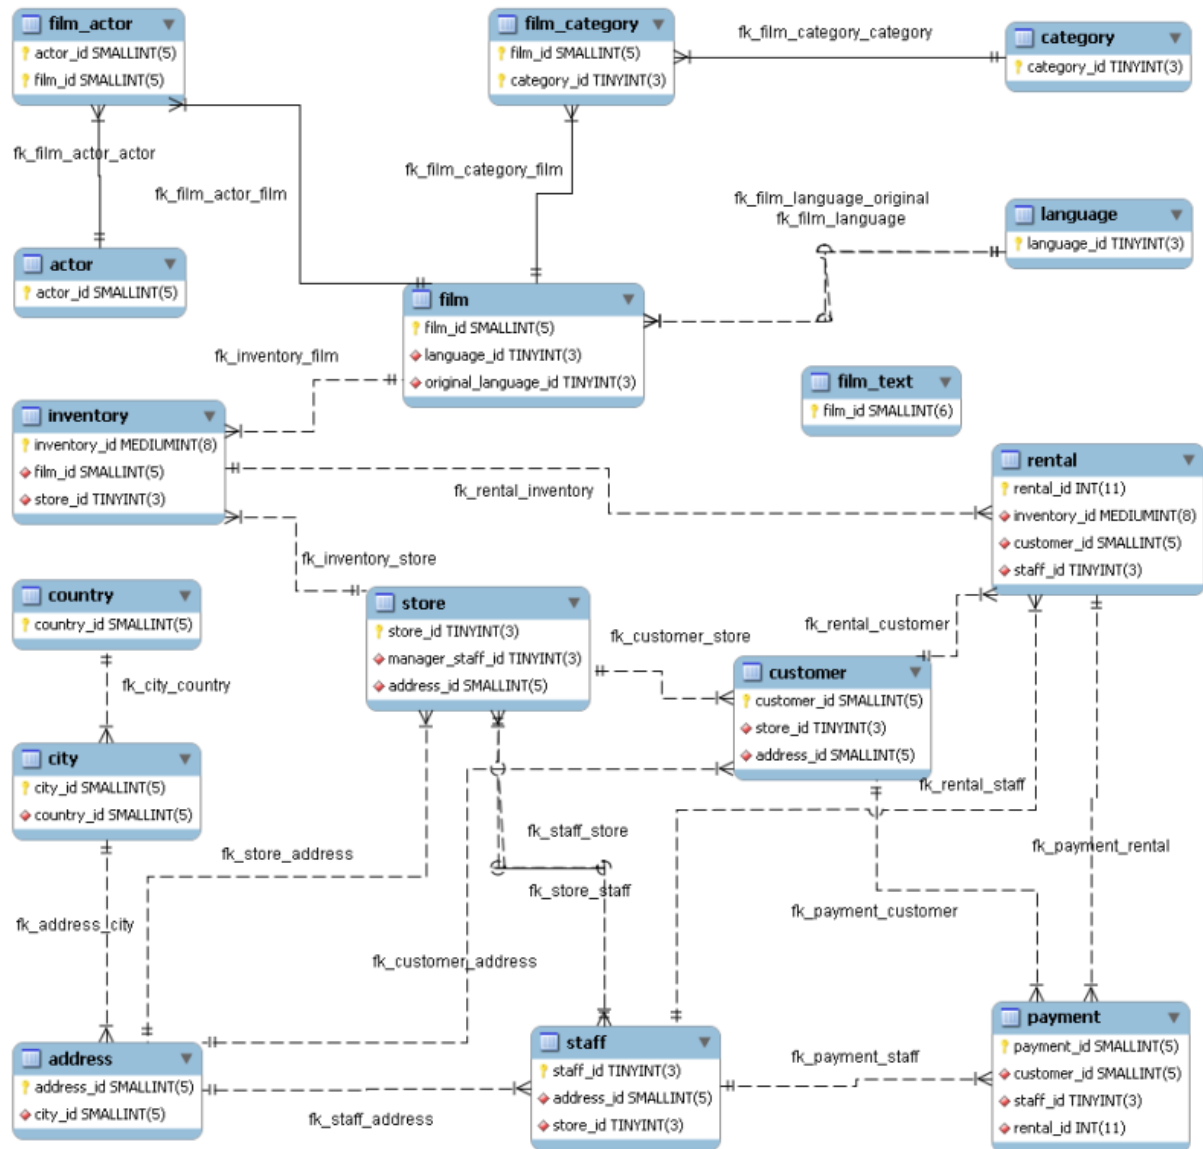 film_actor
actor_id SMALLINT(5)
film_id SMALLINT(5)
film_category
film_id SMALLINT(5)
category_id TINYINT(3)
fk_film_category_category
category
category_id TINYINT(3)
fk_film_actor_actor
fk_film_actor_film
fk_film_category_film
fk_film_language_original
fk_film_language
language
language_id TINYINT(3)
actor
actor_id SMALLINT(5)
film
film_id SMALLINT(5)
language_id TINYINT(3)
original_language_id TINYINT(3)
fk_inventory_film
film_text
film_id SMALLINT(6)
inventory
inventory_id MEDIUMINT(8)
film_id SMALLINT(5)
store_id TINYINT(3)
fk_rental_inventory
rental
rental_id INT(11)
inventory_id MEDIUMINT(8)
customer_id SMALLINT(5)
staff_id TINYINT(3)
fk_inventory_store
country
country_id SMALLINT(5)
store
store_id TINYINT(3)
manager_staff_id TINYINT(3)
address_id SMALLINT(5)
fk_customer_store
fk_rental_customer
customer
customer_id SMALLINT(5)
store_id TINYINT(3)
address_id SMALLINT(5)
fk_city_country
city
city_id SMALLINT(5)
country_id SMALLINT(5)
fk_rental_staff
fk_staff_store
fk_store_address
fk_store_staff
fk_payment_rental
fk_payment_customer
fk_address_city
fk_customer_address
address
address_id SMALLINT(5)
city_id SMALLINT(5)
fk_staff_address
staff
staff_id TINYINT(3)
address_id SMALLINT(5)
store_id TINYINT(3)
fk_payment_staff
payment
payment_id SMALLINT(5)
customer_id SMALLINT(5)
staff_id TINYINT(3)
rental_id INT(11)